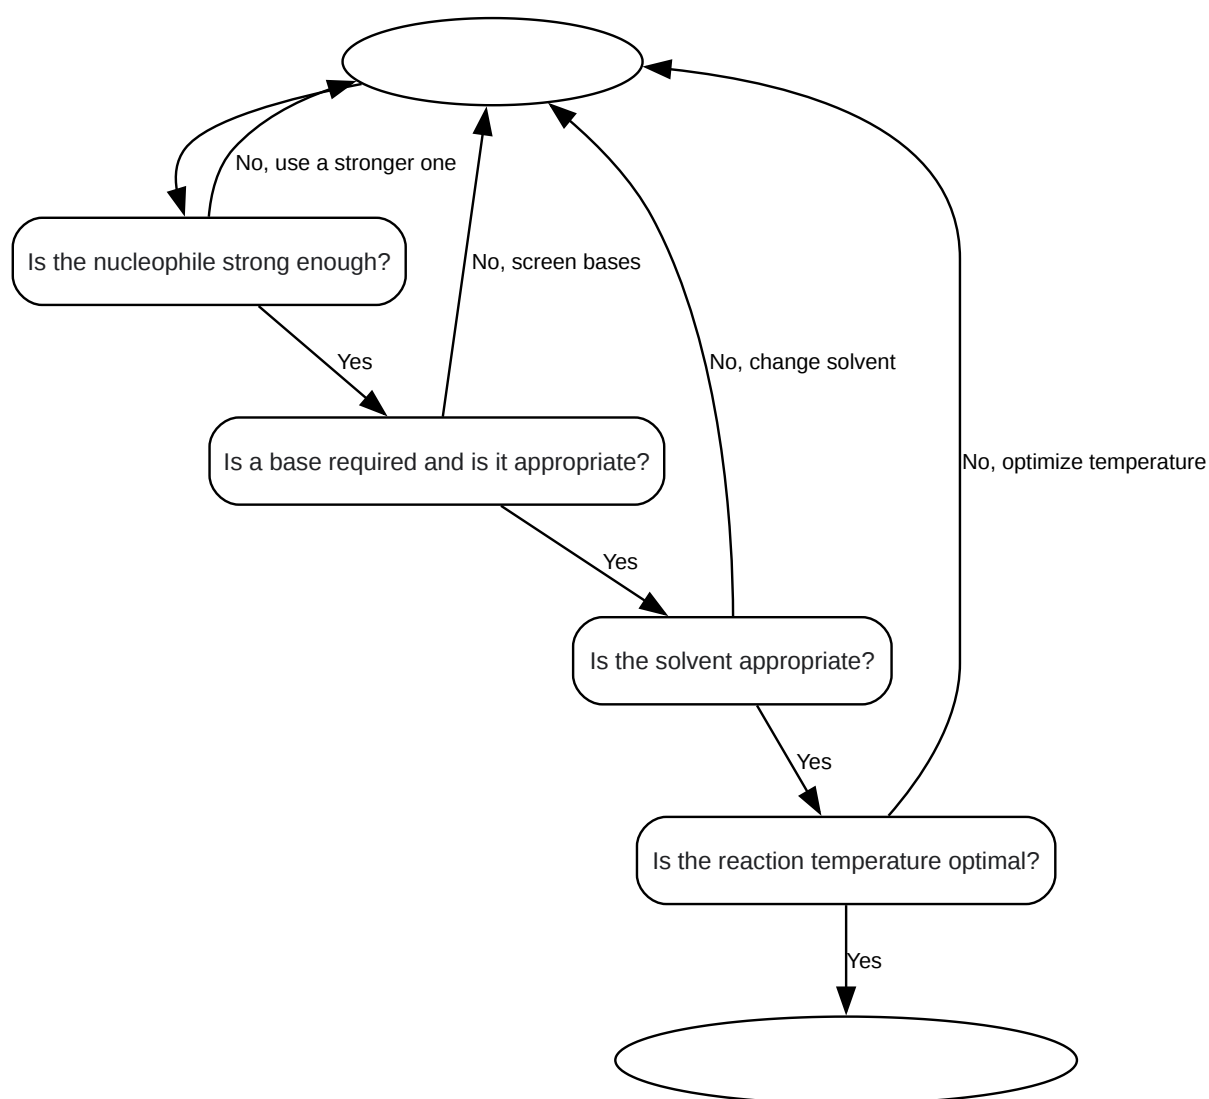 No, use a stronger one
Is the nucleophile strong enough?
No, screen bases
Yes
No, change solvent
Is a base required and is it appropriate?
No, optimize temperature
Yes
Is the solvent appropriate?
Yes
Is the reaction temperature optimal?
Yes